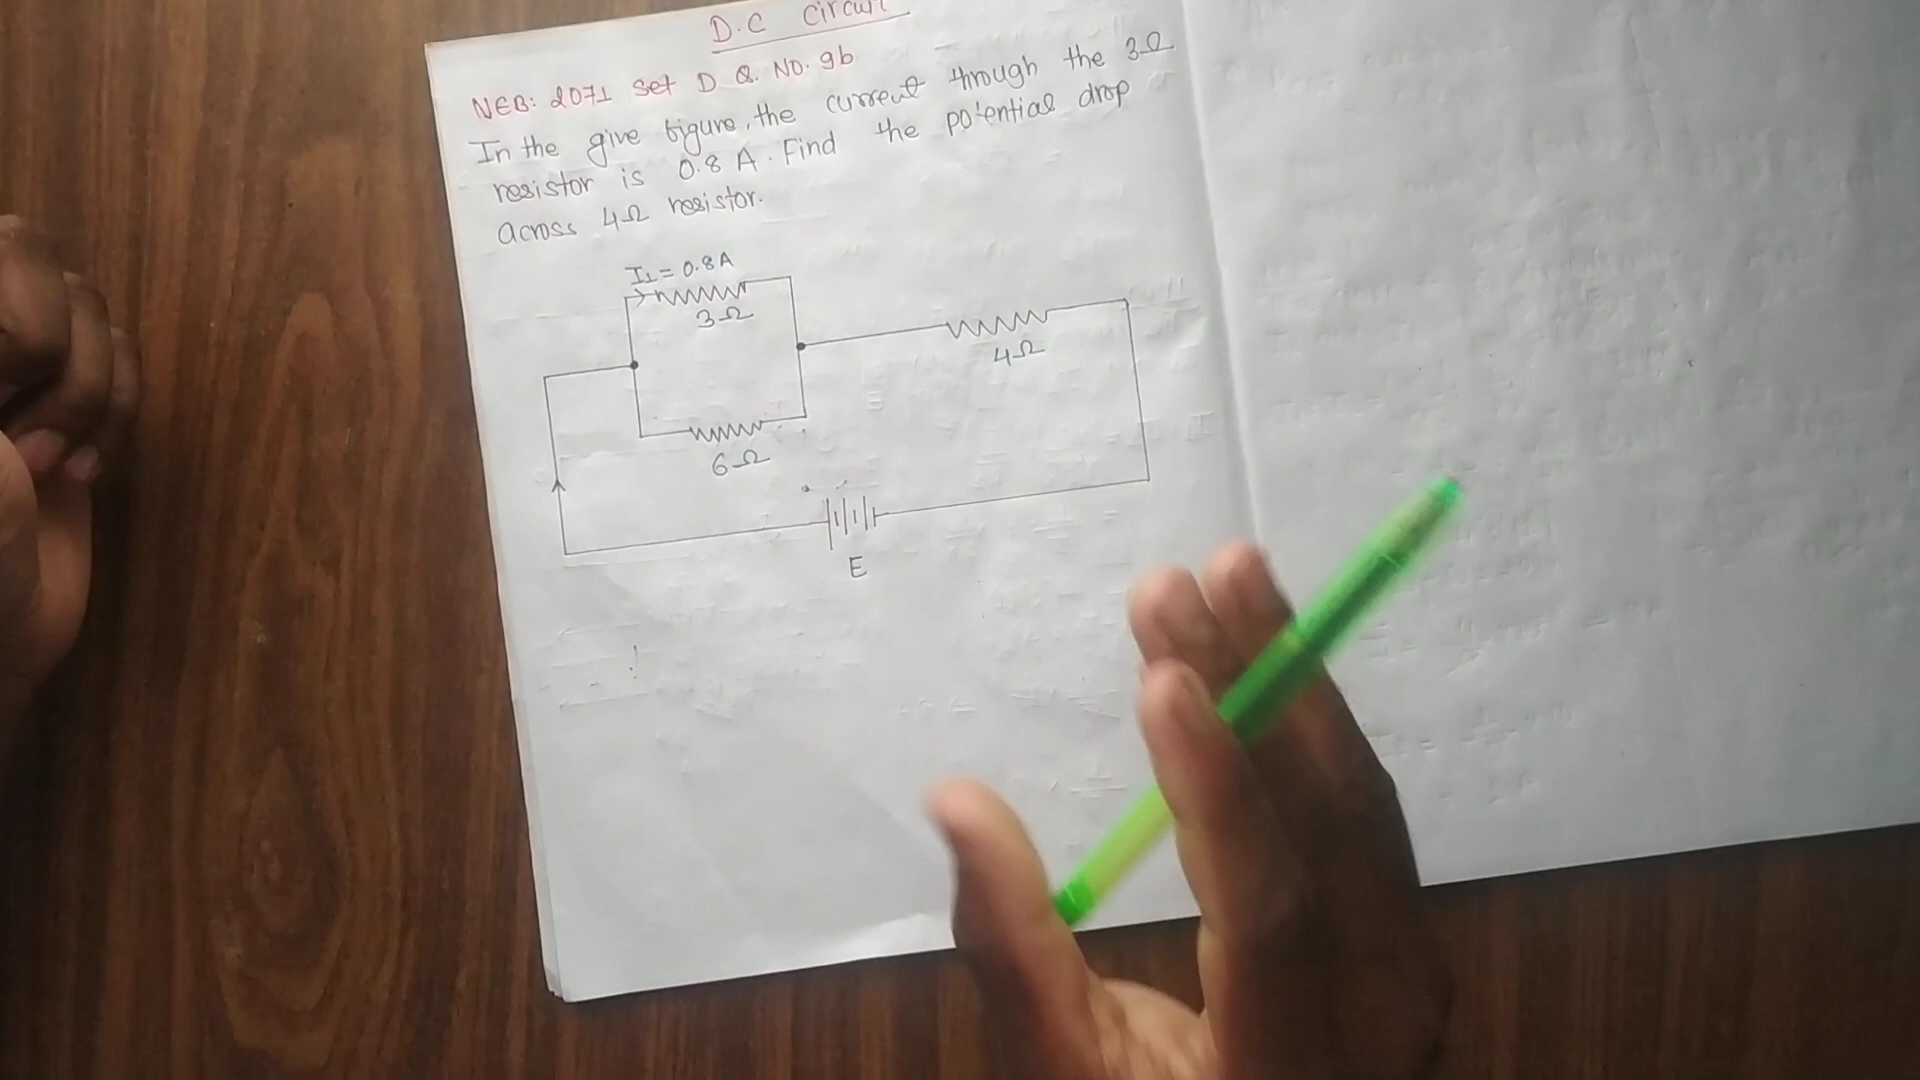 D.C Circuit
NEB: 2071 Set D Q. NO. 9b
In the give figure, the current through the 3Ω
resistor is 0.8 A. Find the potential drop
across 4Ω resistor.
I1 = 0.8A
3Ω
4Ω
6Ω
E